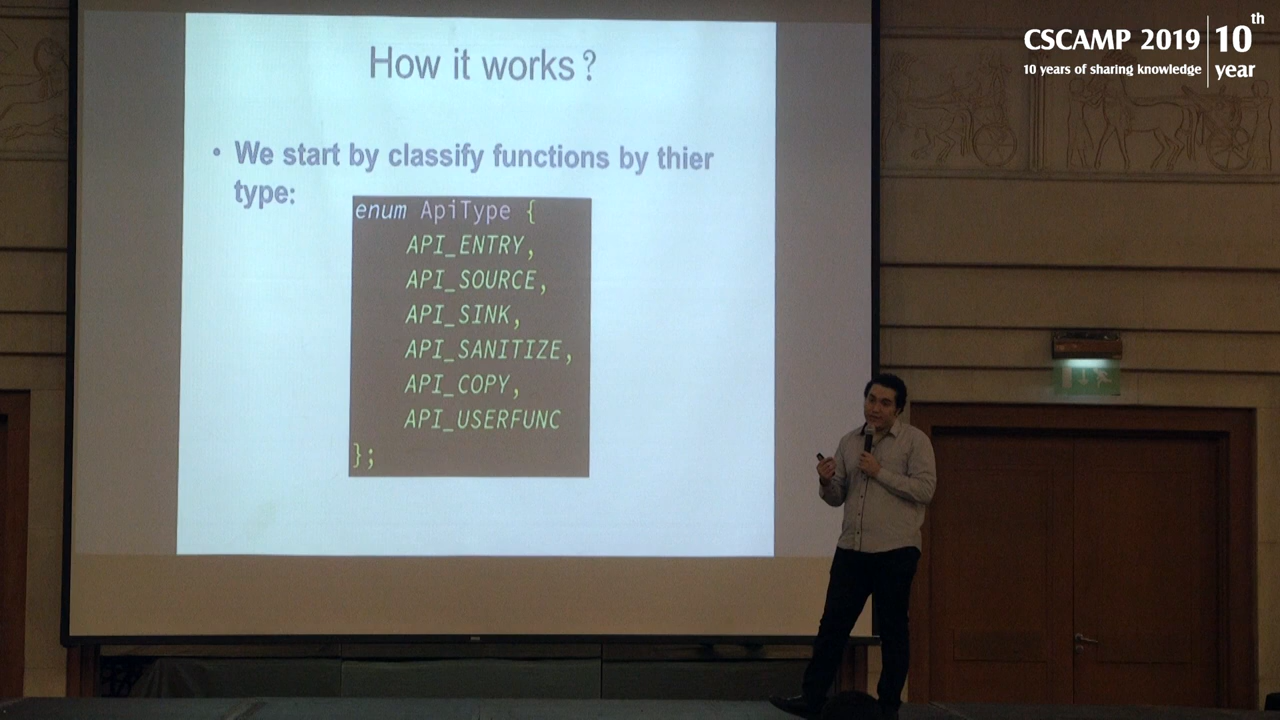 How it works?
• We start by classify functions by thier
type:
enum ApiType {
API_ENTRY,
API_SOURCE,
API_SINK,
API_SANITIZE,
API_COPY,
API_USERFUNC
};
CSCAMP 2019
10 years of sharing knowledge
10th
year